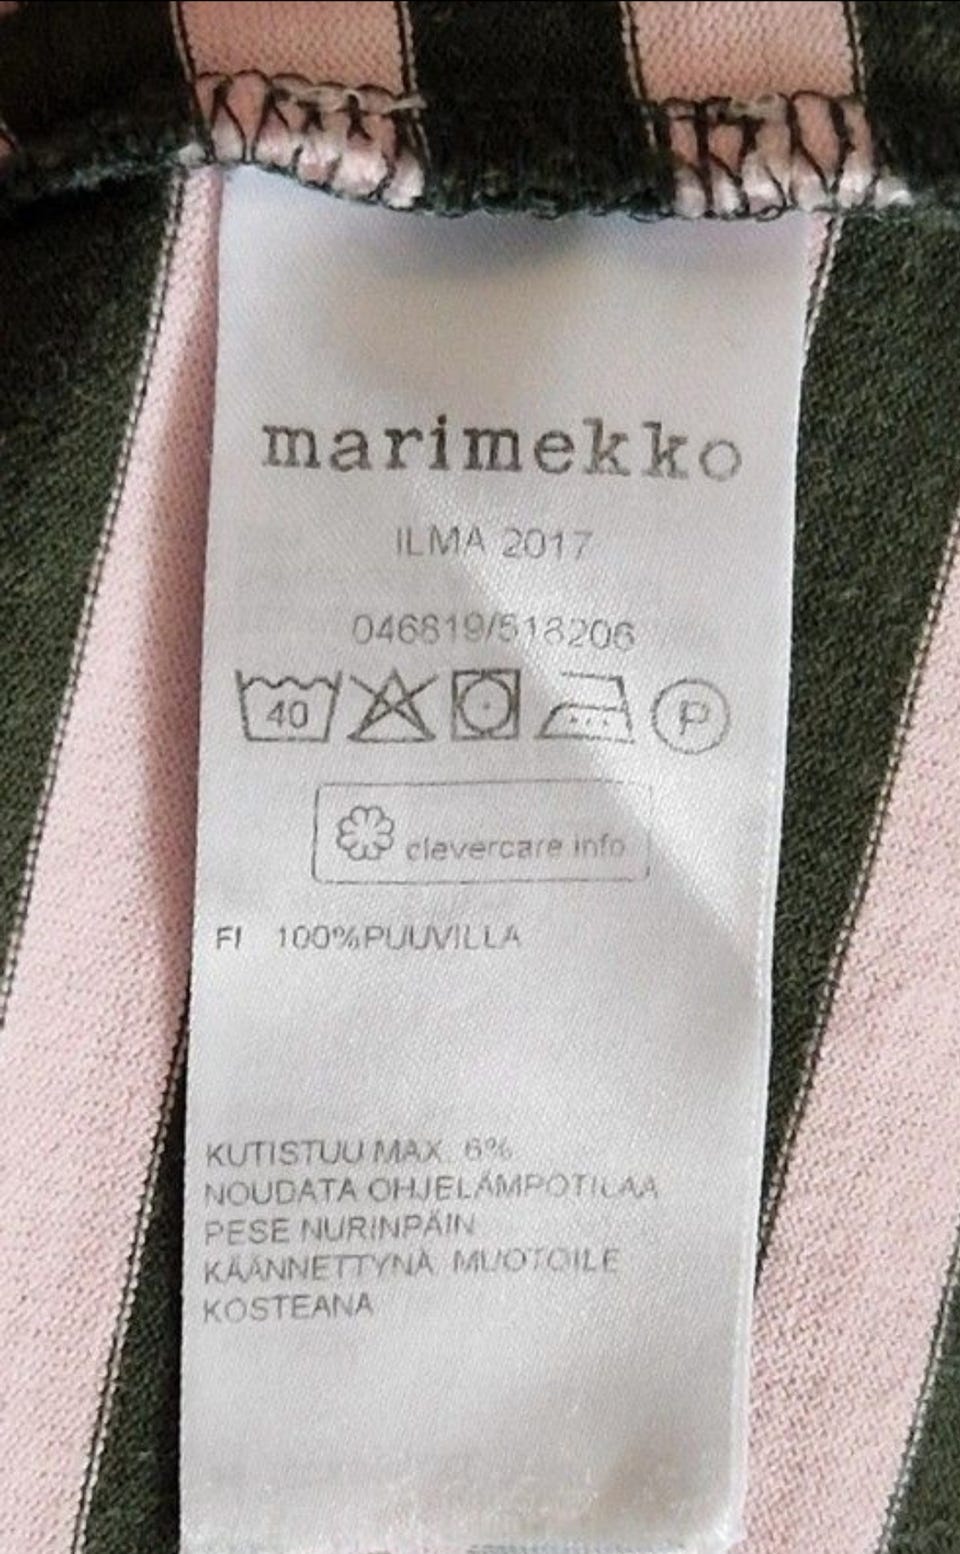 marimekko
ILMA 2017
046819/518206
40 P
clevercare.info
FI 100%PUUVILLA
KUTISTUU MAX. 6%
NOUDATA OHJELÄMPÖTILAA
PESE NURINPÄIN
KÄÄNNETTYNÄ MUOTOILE
KOSTEANA